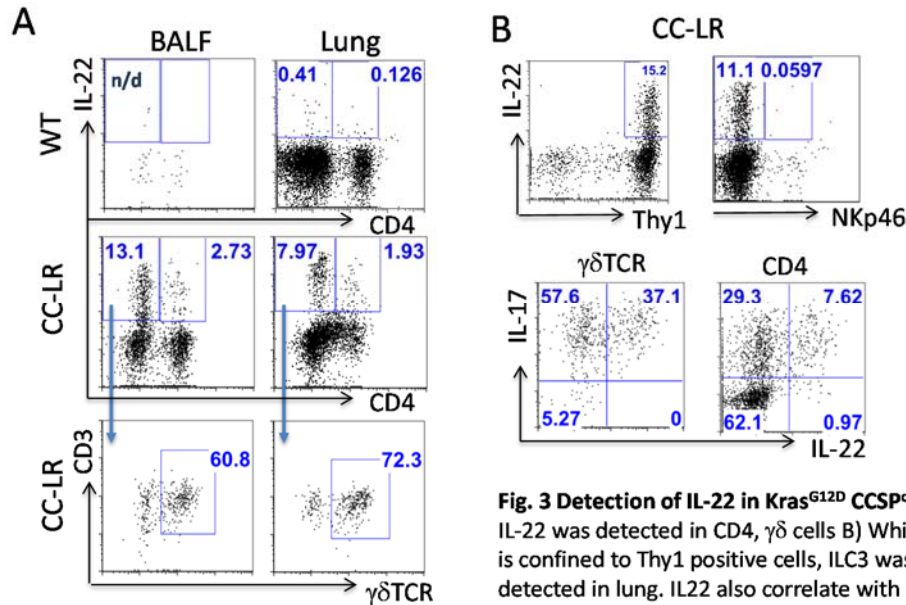 A
BALF Lung
WT
IL-22
n/d
0.41 0.126
CD4
CC-LR
13.1 2.73
7.97 1.93
CD4
CC-LR
CD3
60.8
72.3
γδTCR
B
CC-LR
IL-22
15.2
11.1 0.0597
Thy1 NKp46
γδTCR CD4
IL-17
57.6 37.1
5.27 0
29.3 7.62
62.1 0.97
IL-22
Fig. 3 Detection of IL-22 in Kras^G12D
IL-22 was detected in CD4, γδ cells B)
is confined to Thy1 positive cells, ILC3
detected in lung. IL22 also correlate with